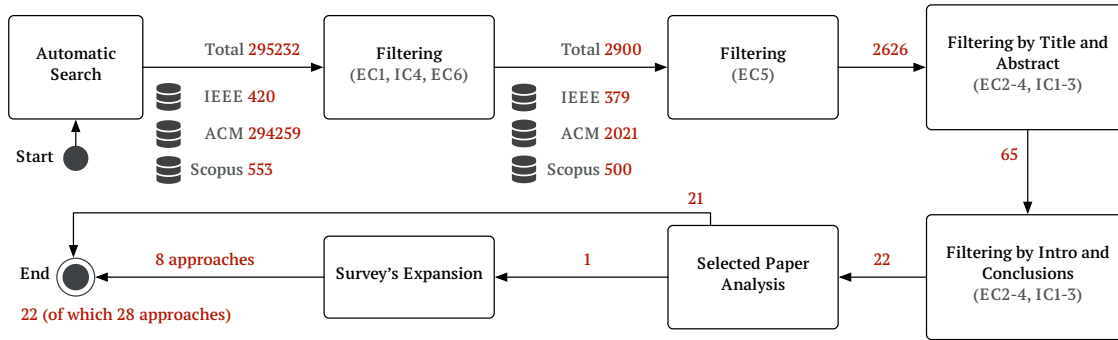 Automatic
Search
Total 295232
IEEE 420
ACM 294259
Scopus 553
Start
Filtering
(EC1, IC4, EC6)
Total 2900
IEEE 379
ACM 2021
Scopus 500
Filtering
(EC5)
2626
Filtering by Title and
Abstract
(EC2-4, IC1-3)
65
Filtering by Intro and
Conclusions
(EC2-4, IC1-3)
22
Selected Paper
Analysis
21
1
Survey's Expansion
8 approaches
End
22 (of which 28 approaches)